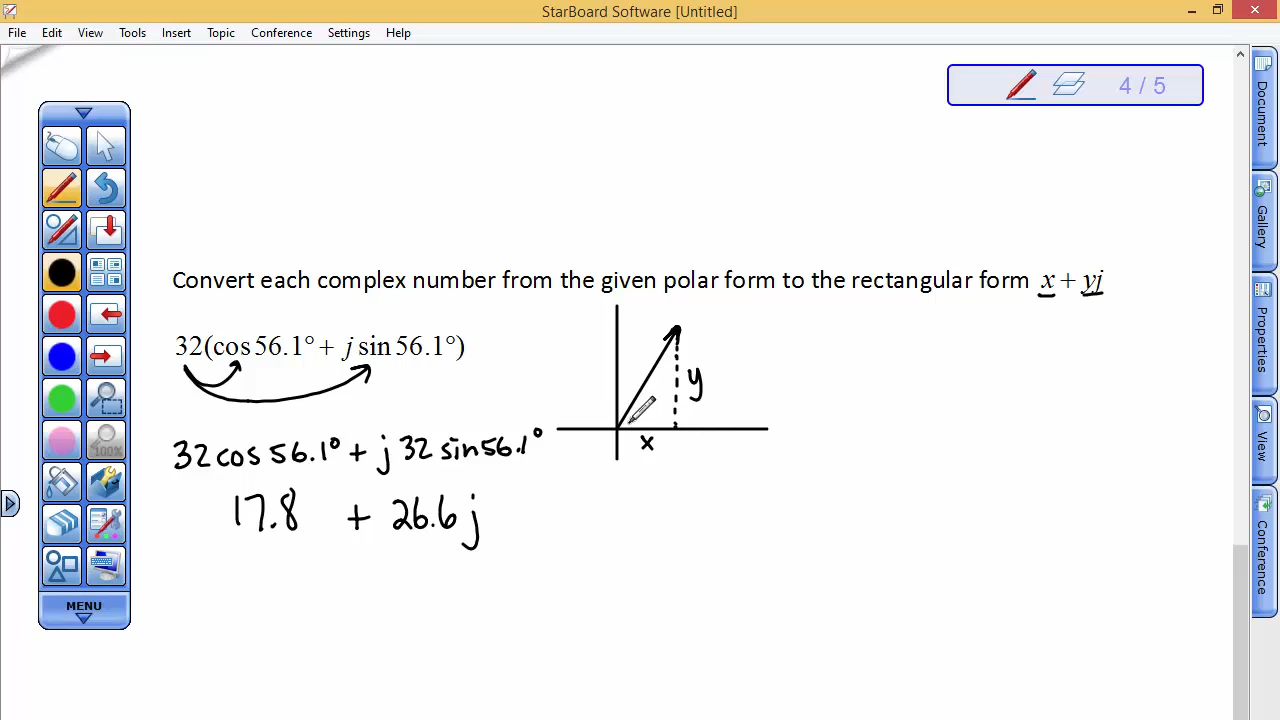 StarBoard Software [Untitled]
File Edit View Tools Insert Topic Conference Settings Help
4 / 5
Document
Gallery
Properties
View
Conference
100%
MENU
Convert each complex number from the given polar form to the rectangular form x + yj
32(cos 56.1° + j sin 56.1°)
32 cos 56.1° + j 32 sin 56.1°
17.8 + 26.6 j
y
x